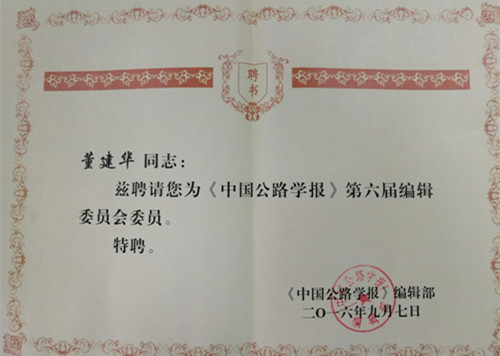 聘书
董建华 同志：
兹聘请您为《中国公路学报》第六届编辑
委员会委员。
特聘。
《中国公路学报》编辑部
二〇一六年九月七日